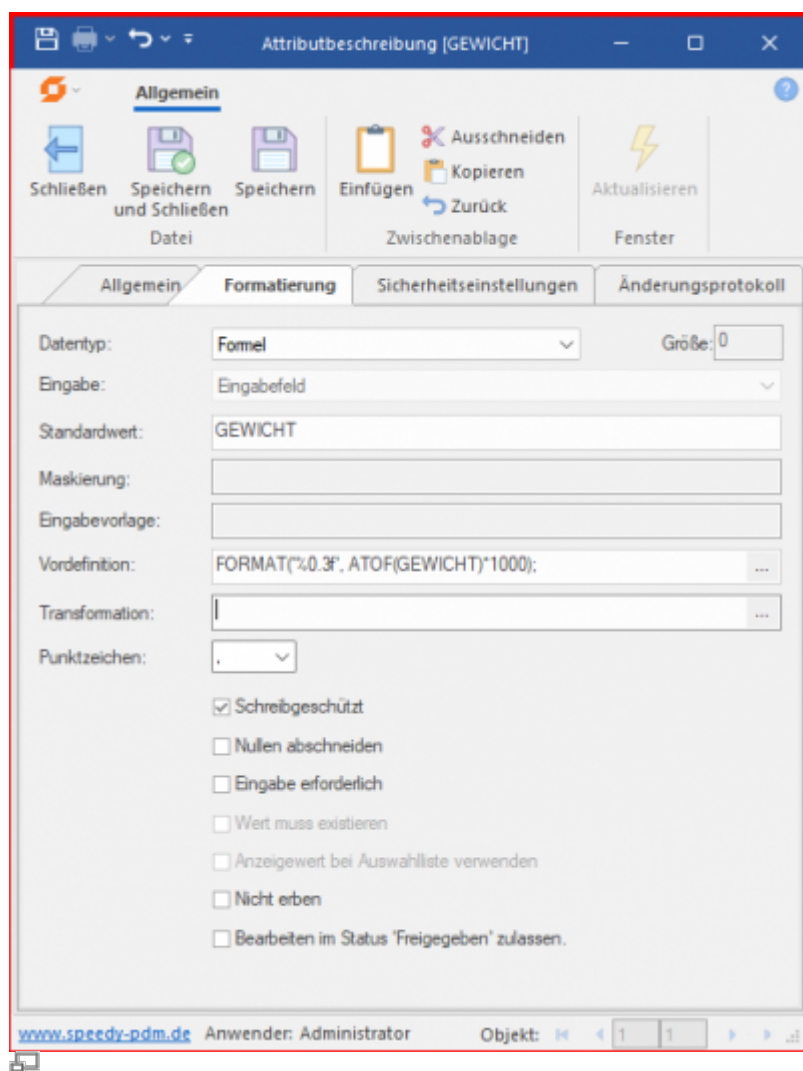 Attributbeschreibung [GEWICHT]
Allgemein
Schließen
Speichern und Schließen
Speichern
Einfügen
Ausschneiden
Kopieren
Zurück
Aktualisieren
Datei
Zwischenablage
Fenster
Allgemein
Formatierung
Sicherheitseinstellungen
Änderungsprotokoll
Datentyp: Formel Größe: 0
Eingabe: Eingabefeld
Standardwert: GEWICHT
Maskierung:
Eingabevorlage:
Vordefinition: FORMAT("%0.3f", ATOF(GEWICHT)*1000); ...
Transformation: ...
Punktzeichen: ,
Schreibgeschützt
Nullen abschneiden
Eingabe erforderlich
Wert muss existieren
Anzeigewert bei Auswahlliste verwenden
Nicht erben
Bearbeiten im Status 'Freigegeben' zulassen.
www.speedy-pdm.de Anwender: Administrator Objekt: 1 1